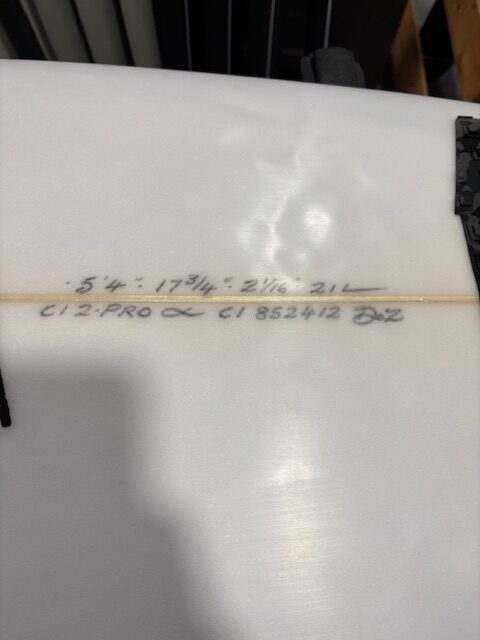 5'4" - 17 3/4" - 2 1/16" 21L
CI 2.PRO CI 852412